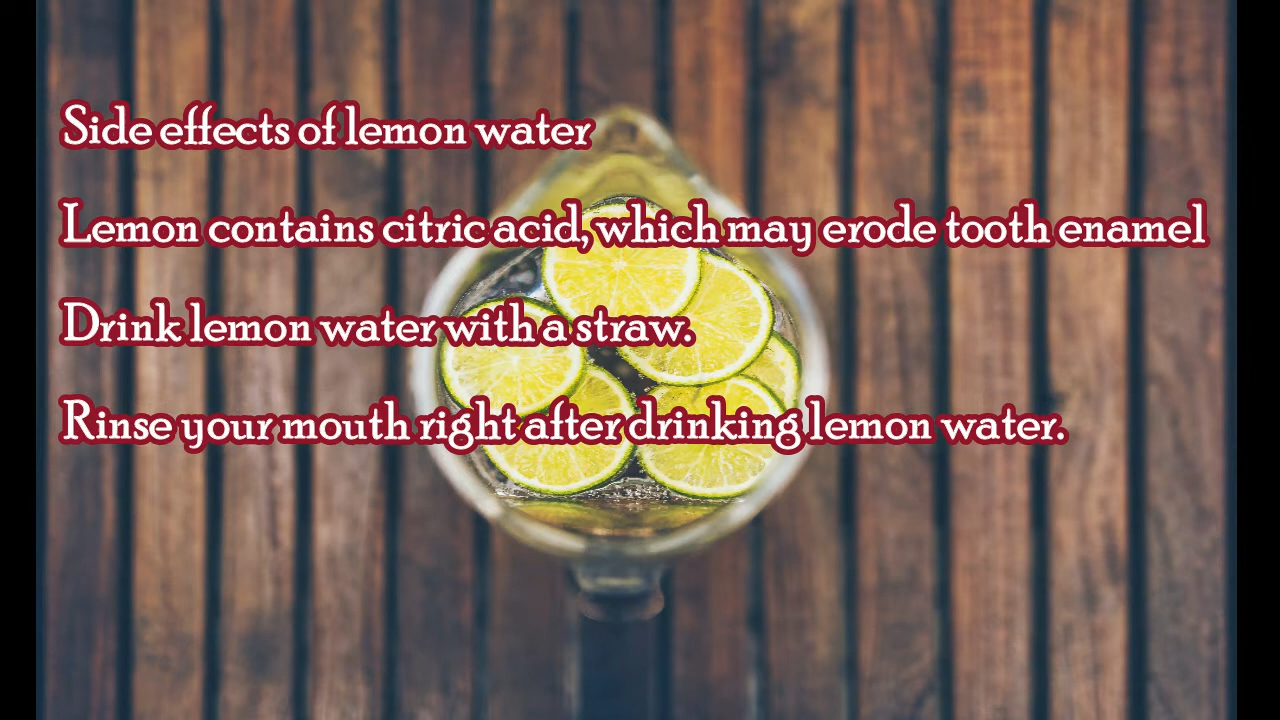 Side effects of lemon water
Lemon contains citric acid, which may erode tooth enamel
Drink lemon water with a straw.
Rinse your mouth right after drinking lemon water.